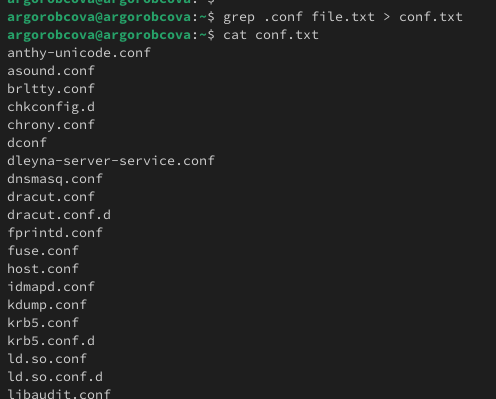 argorobcova@argorobcova:~$ grep .conf file.txt > conf.txt
argorobcova@argorobcova:~$ cat conf.txt
anthy-unicode.conf
asound.conf
brltty.conf
chkconfig.d
chrony.conf
dconf
dleyna-server-service.conf
dnsmasq.conf
dracut.conf
dracut.conf.d
fprintd.conf
fuse.conf
host.conf
idmapd.conf
kdump.conf
krb5.conf
krb5.conf.d
ld.so.conf
ld.so.conf.d
libaudit.conf